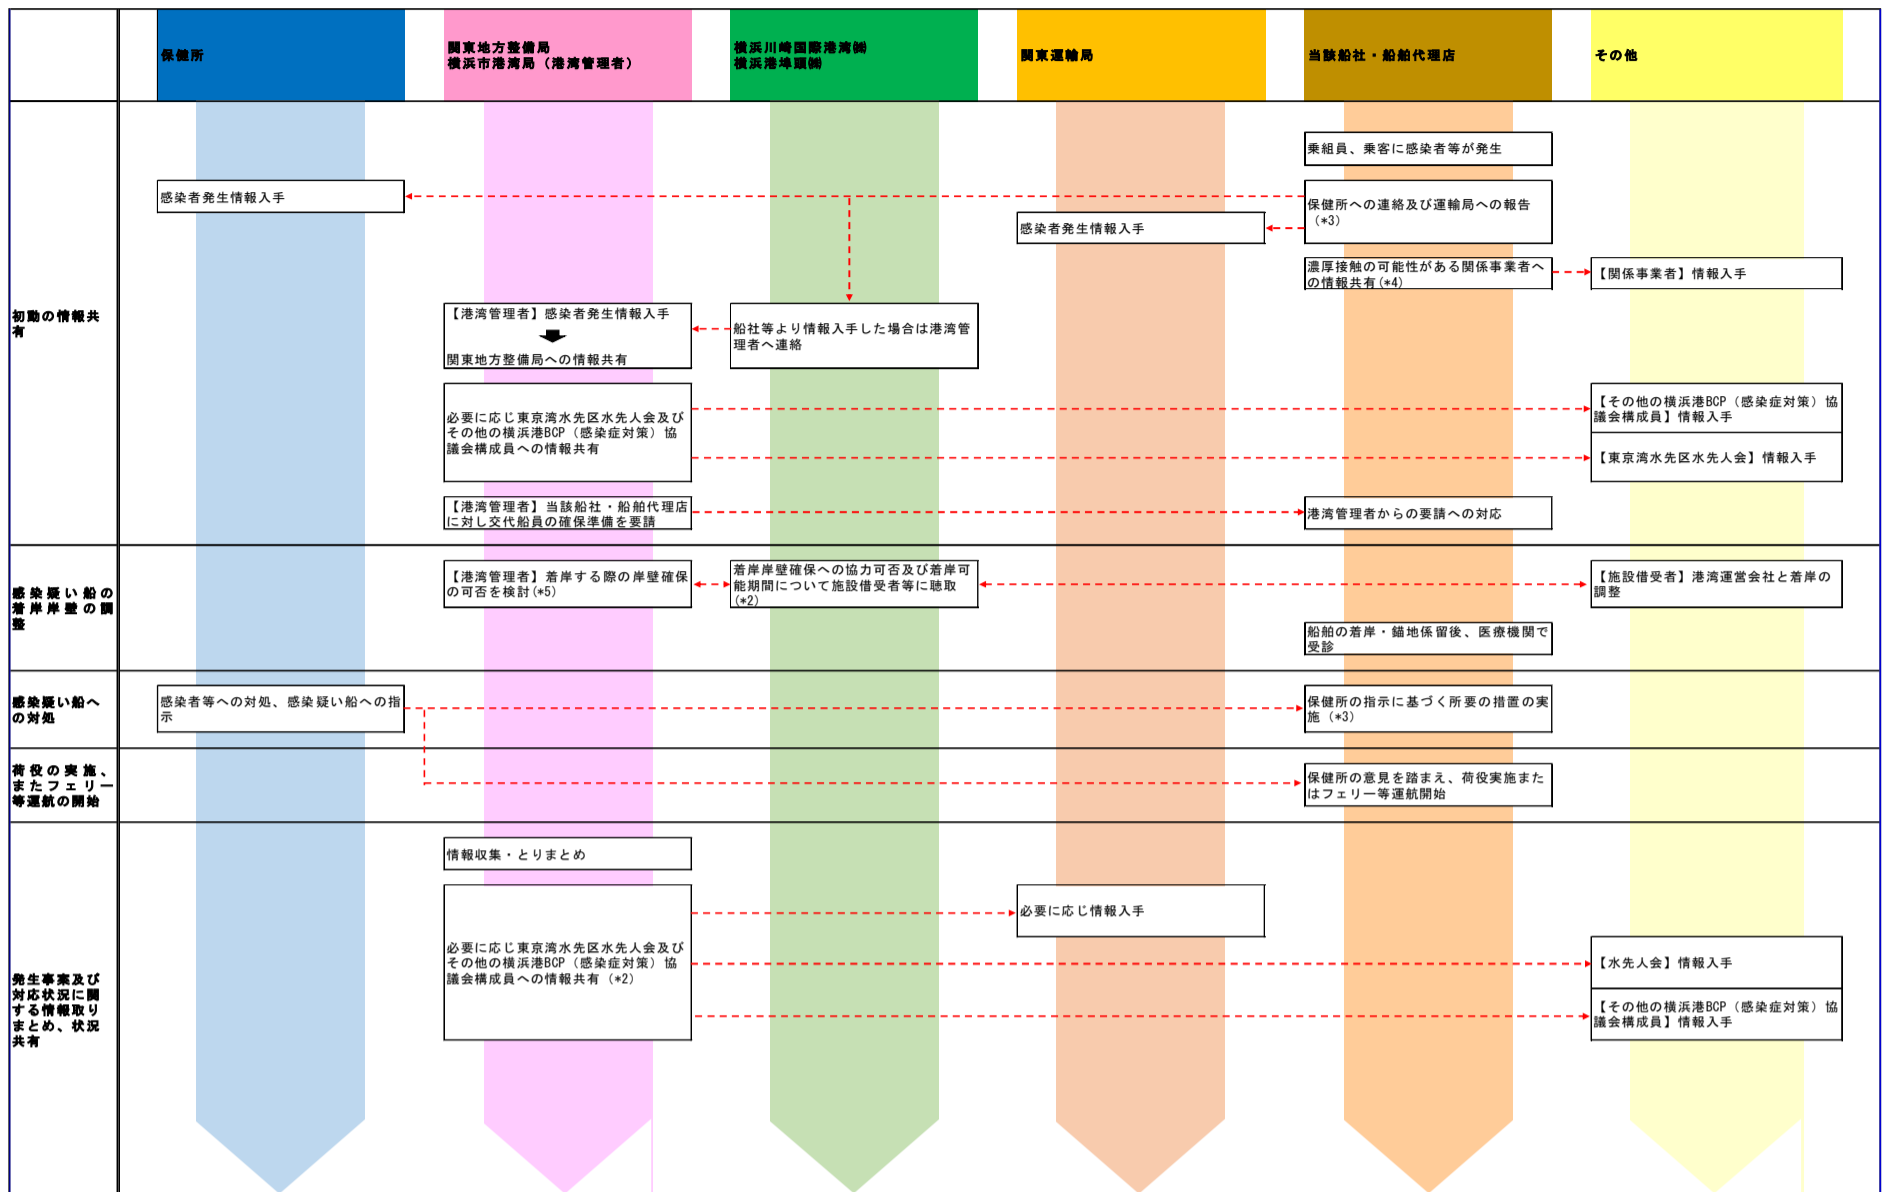 保健所
関東地方整備局
横浜市港湾局（港湾管理者）
横浜川崎国際港湾㈱
横浜港埠頭㈱
関東運輸局
当該船社・船舶代理店
その他
初動の情報共
有
乗組員、乗客に感染者等が発生
感染者発生情報入手
保健所への連絡及び運輸局への報告
（*3）
感染者発生情報入手
濃厚接触の可能性がある関係事業者へ
の情報共有(*4)
【関係事業者】情報入手
【港湾管理者】感染者発生情報入手
関東地方整備局への情報共有
船社等より情報入手した場合は港湾管
理者へ連絡
必要に応じ東京湾水先区水先人会及び
その他の横浜港BCP（感染症対策）協
議会構成員への情報共有
【その他の横浜港BCP（感染症対策）協
議会構成員】情報入手
【東京湾水先区水先人会】情報入手
【港湾管理者】当該船社・船舶代理店
に対し交代船員の確保準備を要請
港湾管理者からの要請への対応
感染疑い船の
着岸岸壁の調
整
【港湾管理者】着岸する際の岸壁確保
の可否を検討(*5)
着岸岸壁確保への協力可否及び着岸可
能期間について施設借受者等に聴取
(*2)
【施設借受者】港湾運営会社と着岸の
調整
船舶の着岸・錨地係留後、医療機関で
受診
感染疑い船へ
の対処
感染者等への対処、感染疑い船への指
示
保健所の指示に基づく所要の措置の実
施（*3）
荷役の実施、
またフェリー
等運航の開始
保健所の意見を踏まえ、荷役実施また
はフェリー等運航開始
発生事案及び
対応状況に関
する情報取り
まとめ、状況
共有
情報収集・とりまとめ
必要に応じ東京湾水先区水先人会及び
その他の横浜港BCP（感染症対策）協
議会構成員への情報共有（*2）
必要に応じ情報入手
【水先人会】情報入手
【その他の横浜港BCP（感染症対策）協
議会構成員】情報入手